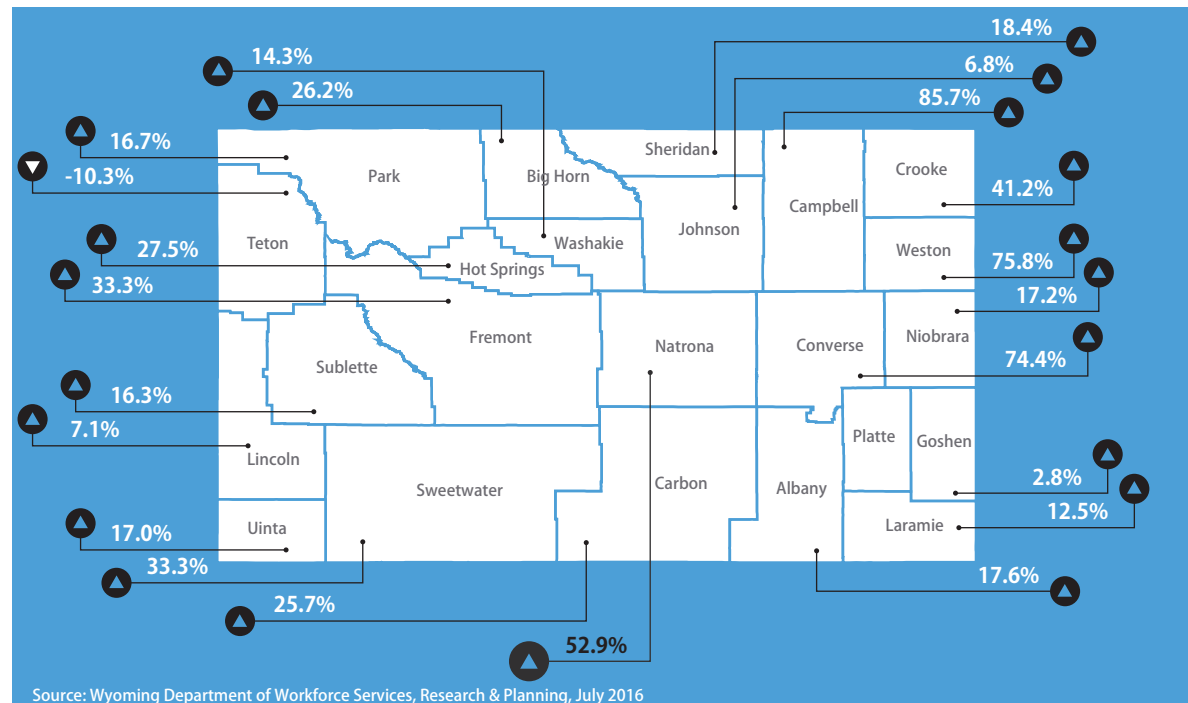 18.4%
14.3%
6.8%
26.2%
85.7%
16.7%
-10.3%
Sheridan
Crooke
Park
Big Horn
41.2%
Campbell
Johnson
Teton
Washakie
27.5%
Weston
75.8%
Hot Springs
33.3%
17.2%
Fremont
Niobrara
Natrona
Converse
74.4%
Sublette
16.3%
7.1%
Platte
Goshen
Lincoln
2.8%
Sweetwater
Carbon
Albany
12.5%
Laramie
17.0%
Uinta
33.3%
17.6%
25.7%
52.9%
Source: Wyoming Department of Workforce Services, Research & Planning, July 2016